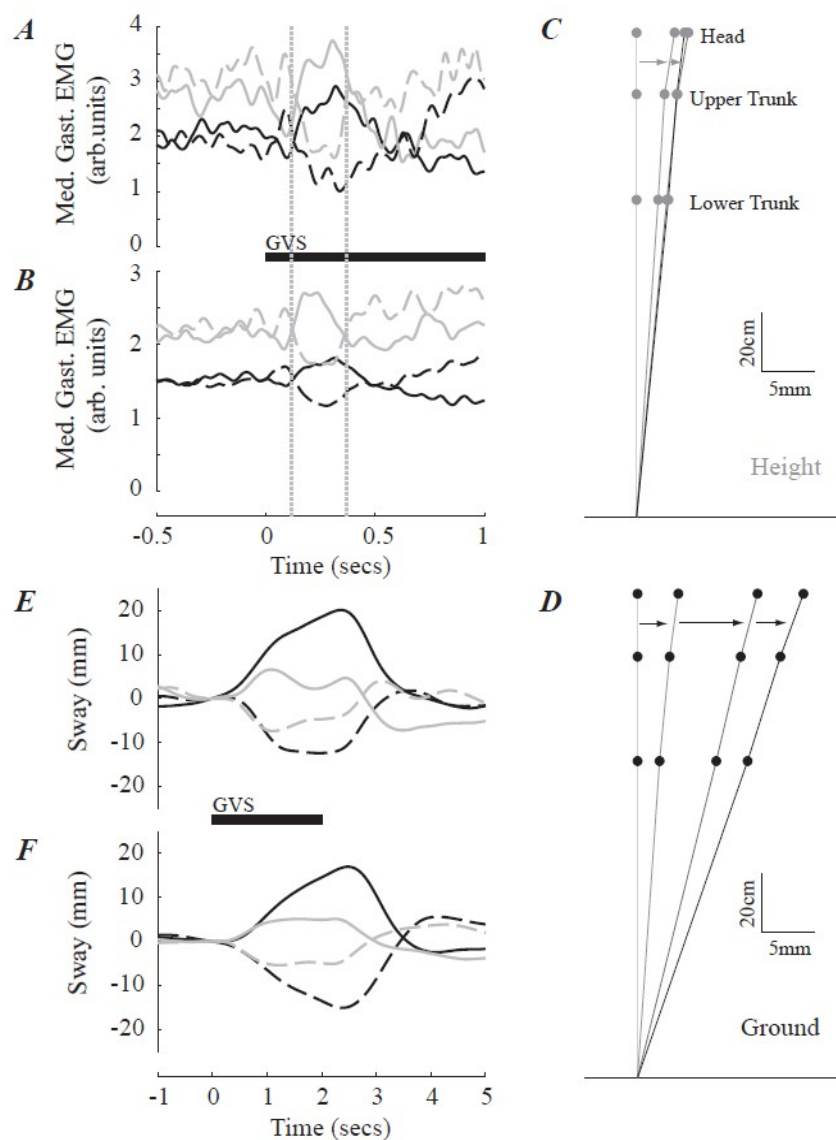 A
Med. Gast. EMG
(arb.units)
4
3
2
1
0
GVS
B
Med. Gast. EMG
(arb. units)
3
2
1
0
-0.5 0 0.5 1
Time (secs)
C
Head
Upper Trunk
Lower Trunk
20cm
5mm
Height
E
Sway (mm)
20
10
0
-10
-20
GVS
F
Sway (mm)
20
10
0
-10
-20
-1 0 1 2 3 4 5
Time (secs)
D
20cm
5mm
Ground